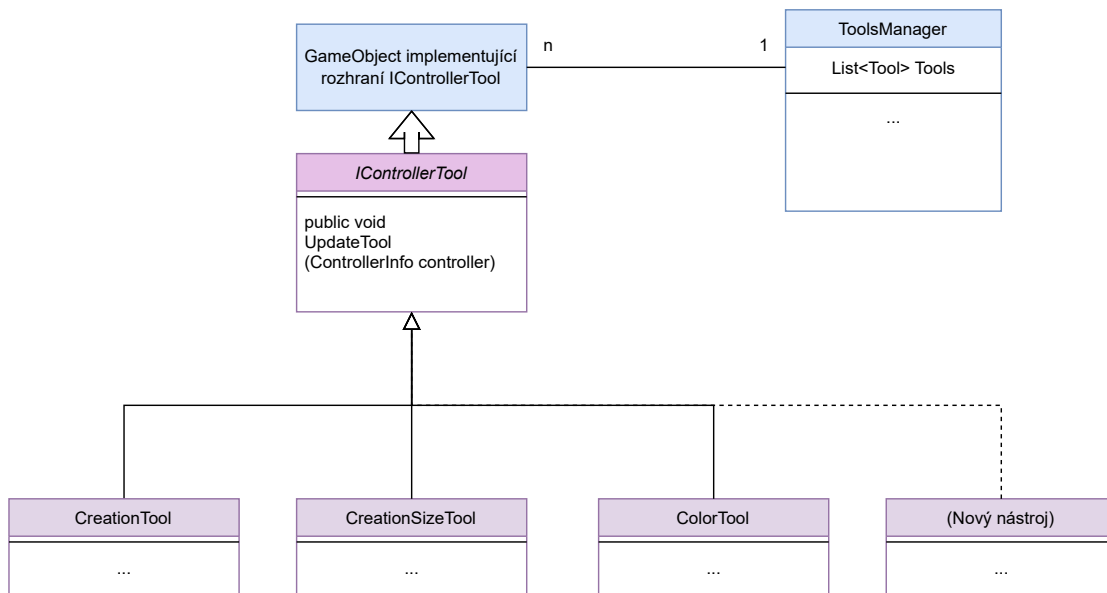 GameObject implementující
rozhraní IControllerTool
n
1
ToolsManager
List<Tool> Tools
...
IControllerTool
public void
UpdateTool
(ControllerInfo controller)
CreationTool
...
CreationSizeTool
...
ColorTool
...
(Nový nástroj)
...